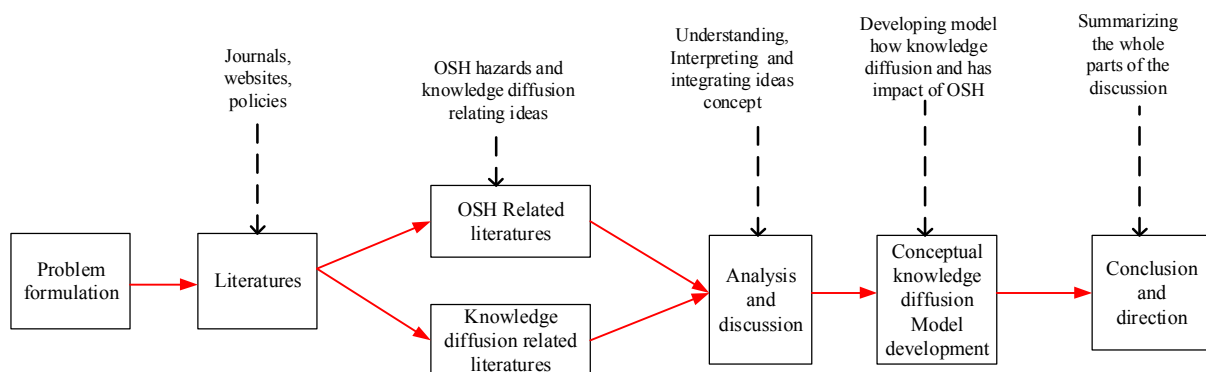 Journals,
websites,
policies
OSH hazards and
knowledge diffusion
relating ideas
Understanding,
Interpreting and
integrating ideas
concept
Developing model
how knowledge
diffusion and has
impact of OSH
Summarizing
the whole
parts of the
discussion
Problem
formulation
Literatures
OSH Related
literatures
Knowledge
diffusion related
literatures
Analysis
and
discussion
Conceptual
knowledge
diffusion
Model
development
Conclusion
and
direction